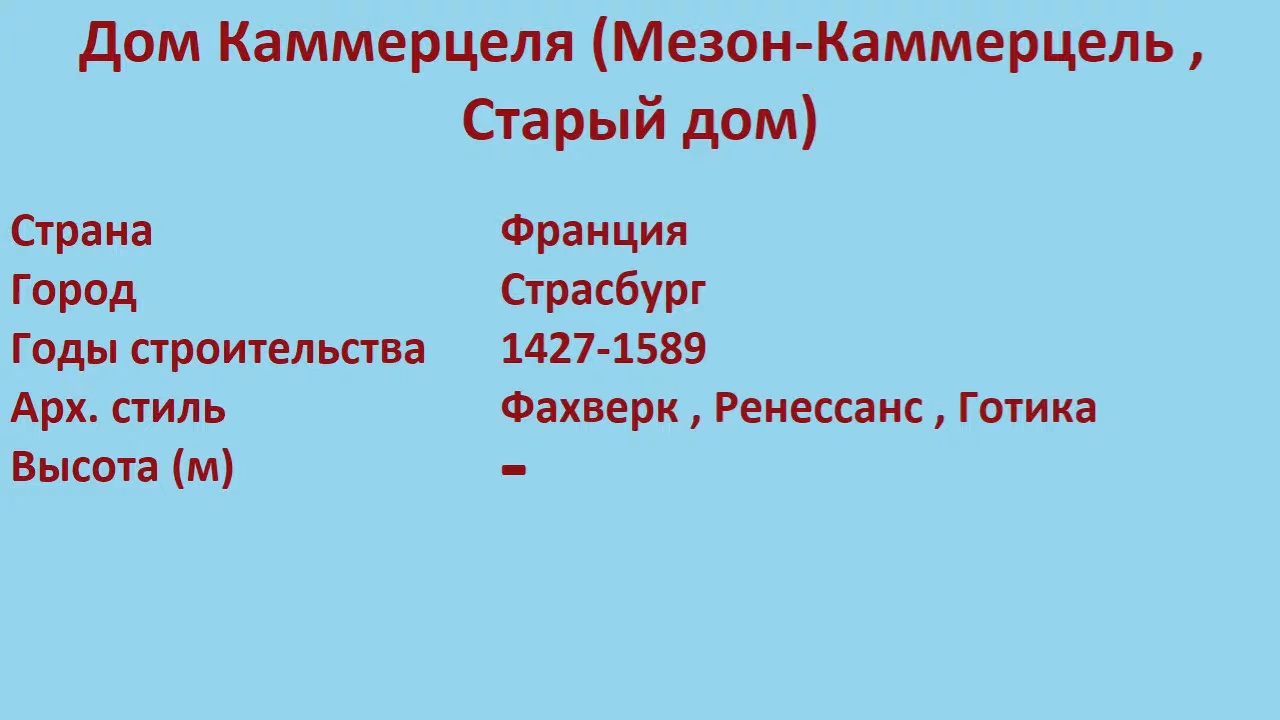 Дом Каммерцеля (Мезон-Каммерцель ,
Старый дом)
Страна Франция
Город Страсбург
Годы строительства 1427-1589
Арх. стиль Фахверк , Ренессанс , Готика
Высота (м) -